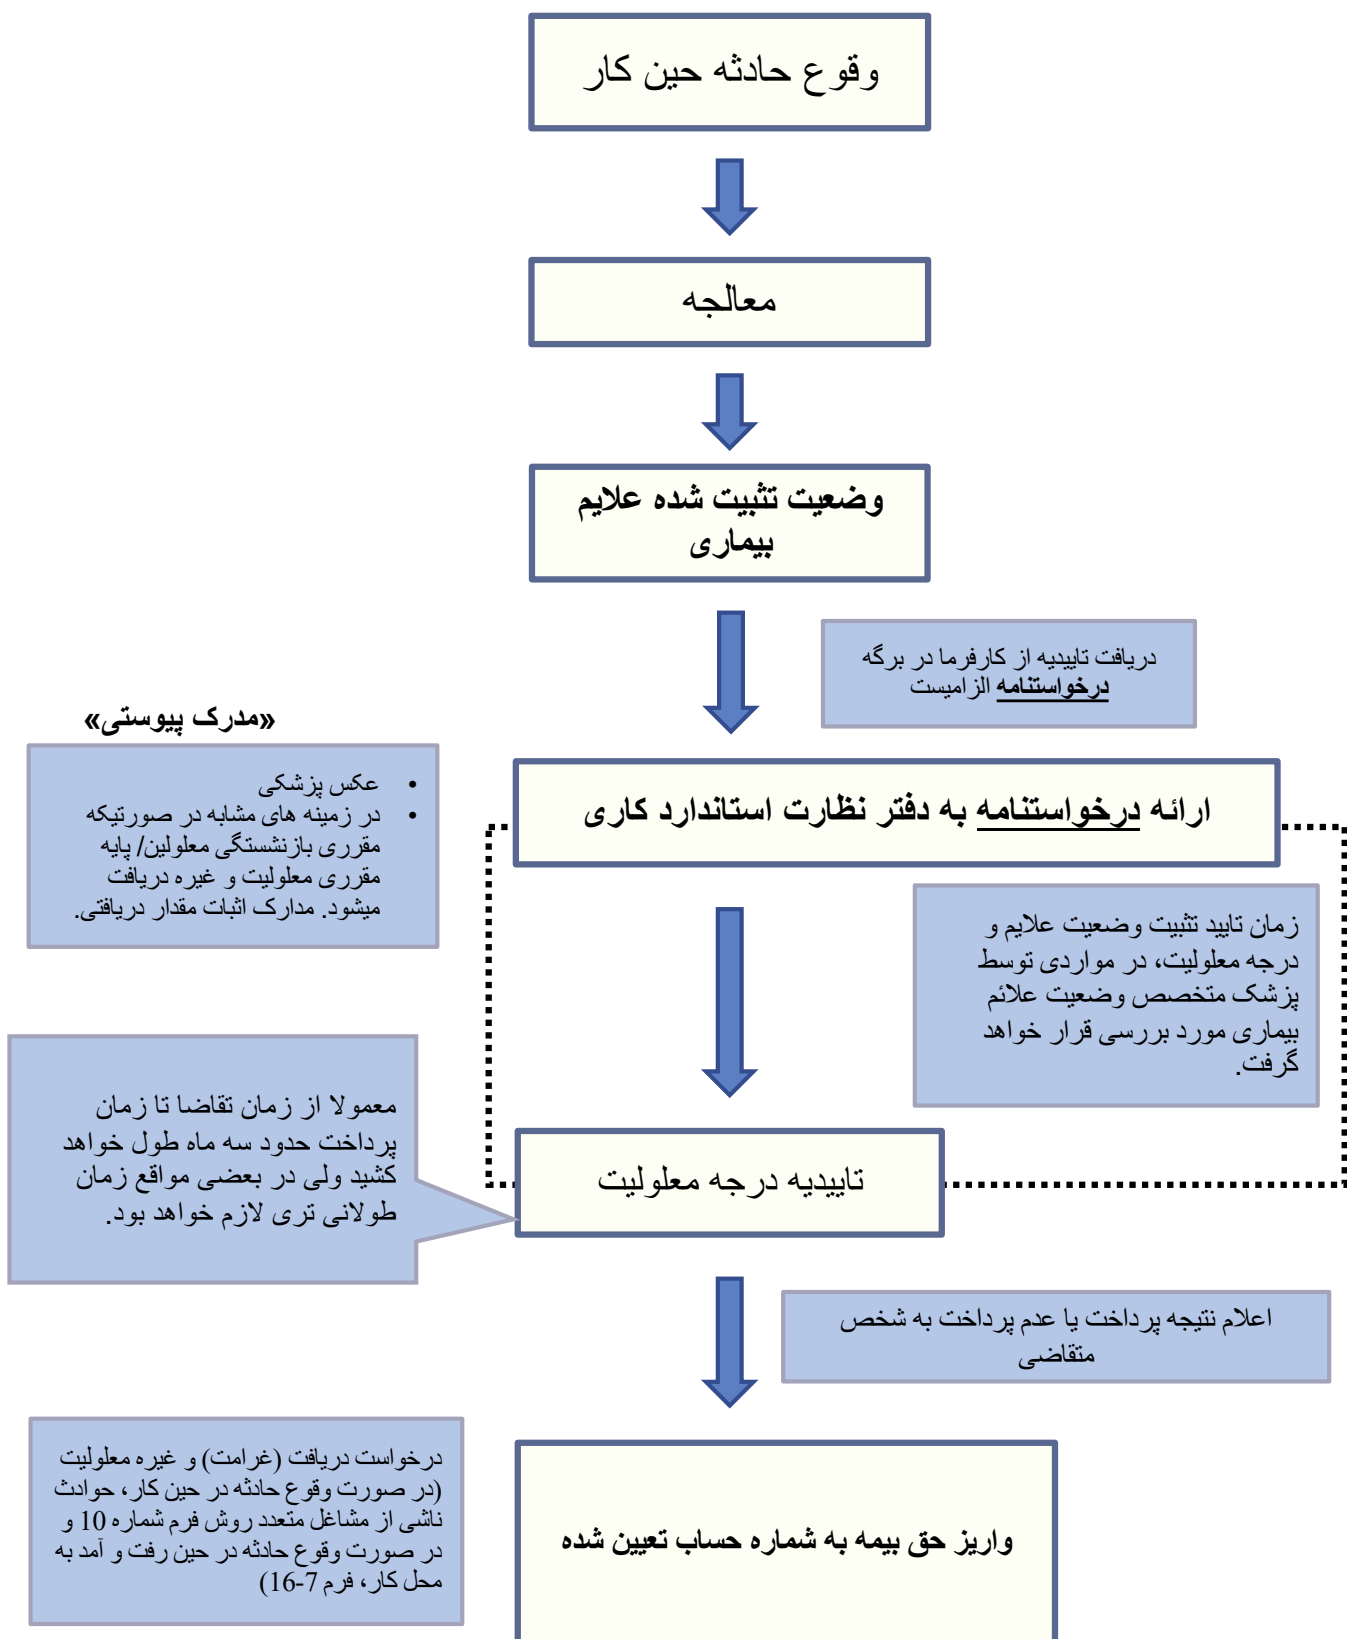 وقوع حادثه حین کار
معالجه
وضعیت تثبیت شده علایم
بیماری
دریافت تاییدیه از کارفرما در برگه
درخواستنامه الزامیست
«مدرک پیوستی»
• عکس پزشکی
• در زمینه های مشابه در صورتیکه
مقرری بازنشستگی معلولین/ پایه
مقرری معلولیت و غیره دریافت
میشود. مدارک اثبات مقدار دریافتی.
ارائه درخواستنامه به دفتر نظارت استاندارد کاری
زمان تایید تثبیت وضعیت علایم و
درجه معلولیت، در مواردی توسط
پزشک متخصص وضعیت علائم
بیماری مورد بررسی قرار خواهد
گرفت.
معمولا از زمان تقاضا تا زمان
پرداخت حدود سه ماه طول خواهد
کشید ولی در بعضی مواقع زمان
طولانی تری لازم خواهد بود.
تاییدیه درجه معلولیت
اعلام نتیجه پرداخت یا عدم پرداخت به شخص
متقاضی
درخواست دریافت (غرامت) و غیره معلولیت
(در صورت وقوع حادثه در حین کار، حوادث
ناشی از مشاغل متعدد روش فرم شماره 10 و
در صورت وقوع حادثه در حین رفت و آمد به
محل کار، فرم 7-16)
واریز حق بیمه به شماره حساب تعیین شده